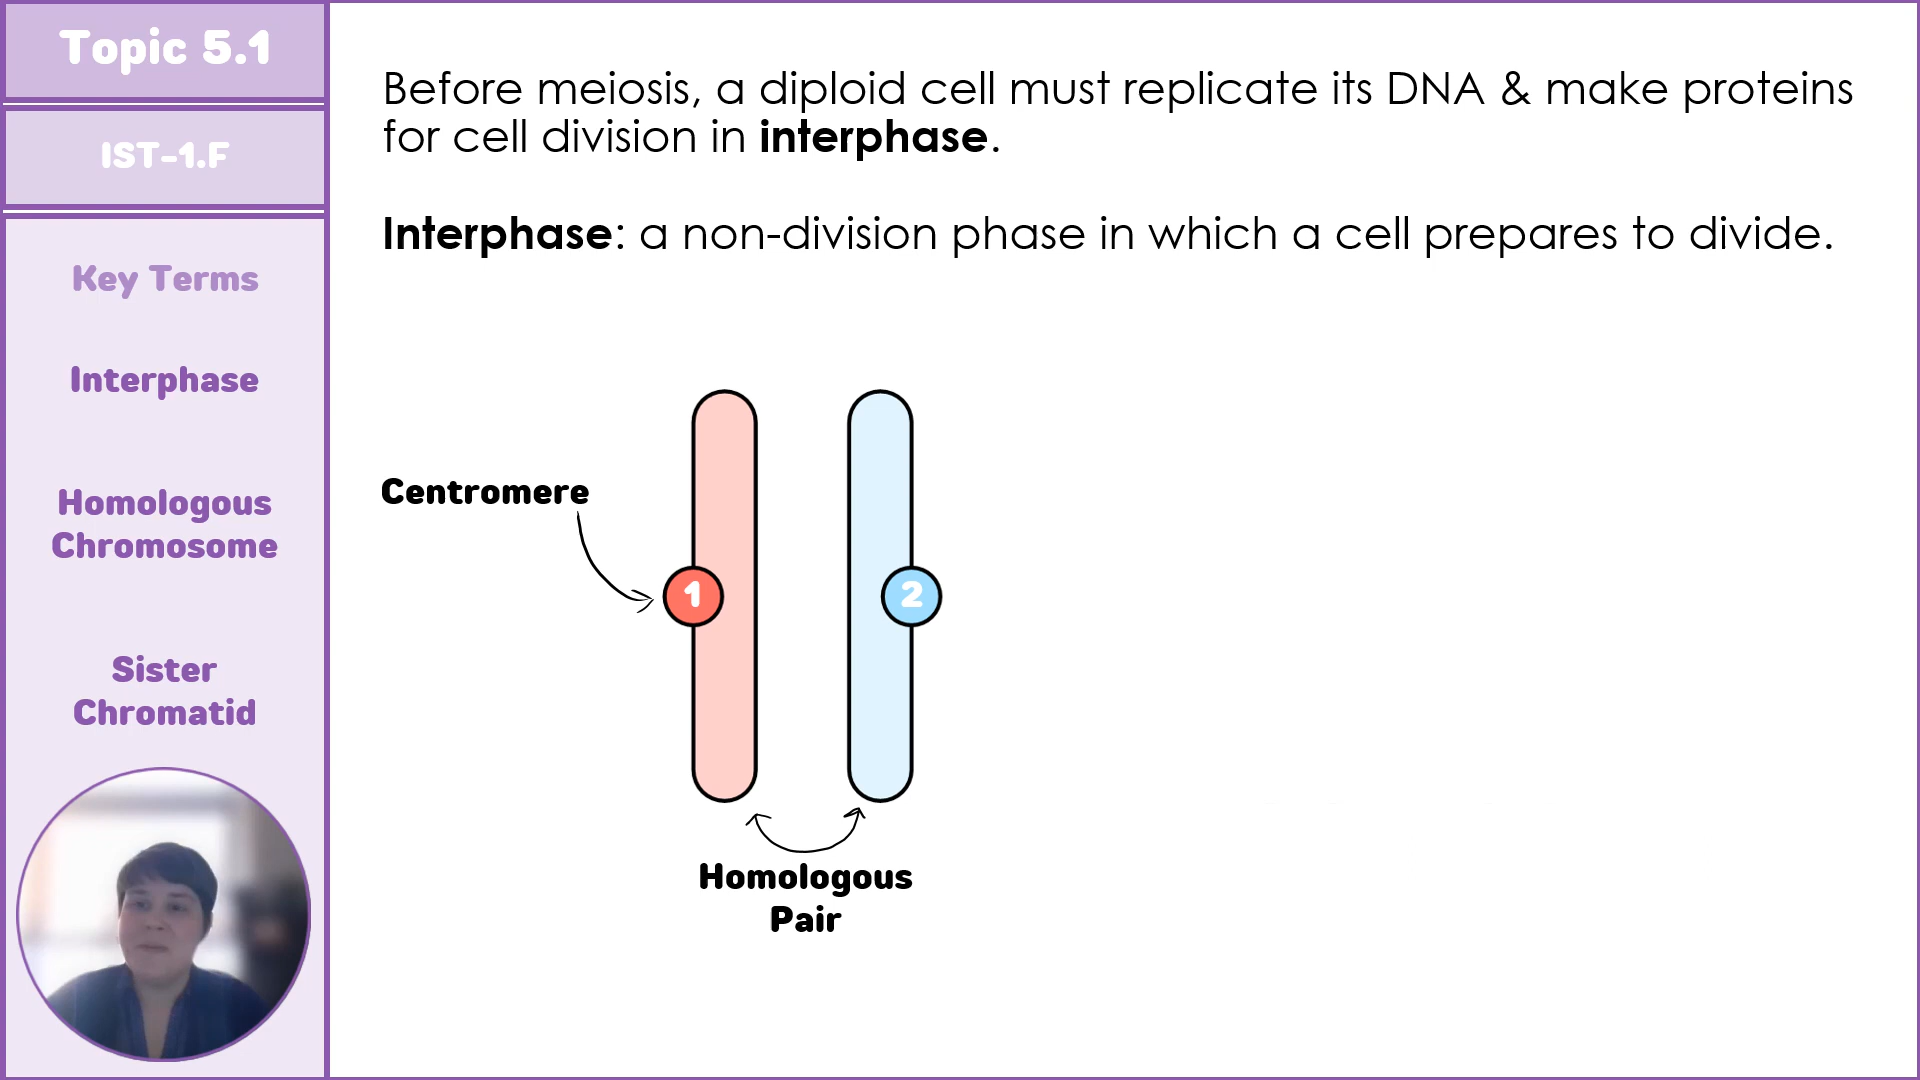 Topic 5.1
IST-1.F
Key Terms
Interphase
Homologous
Chromosome
Sister
Chromatid
Before meiosis, a diploid cell must replicate its DNA & make proteins
for cell division in interphase.
Interphase: a non-division phase in which a cell prepares to divide.
Centromere
1
2
Homologous
Pair